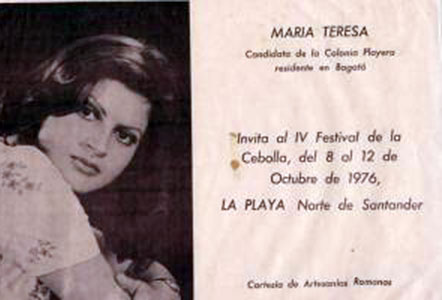 MARIA TERESA
Candidata de la Colonia Playera
residente en Bogotá
Invita al IV Festival de la
Cebolla, del 8 al 12 de
Octubre de 1976,
LA PLAYA Norte de Santander
Cortesía de Artesanías Romanas